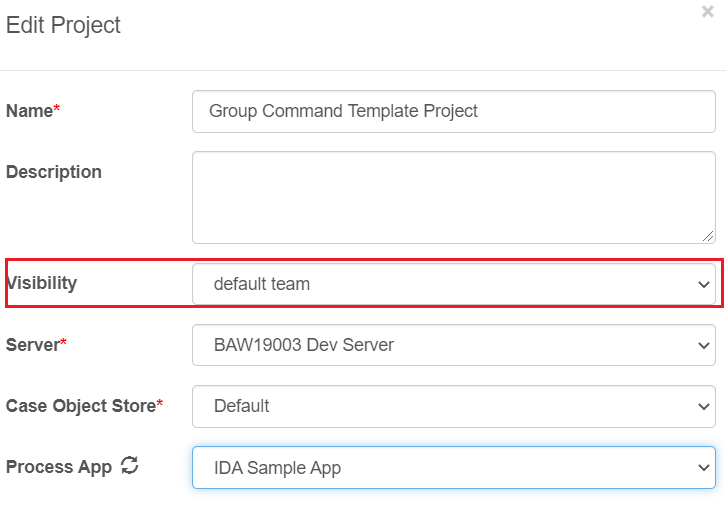 Edit Project
×
Name*
Group Command Template Project
Description
Visibility
default team
Server*
BAW19003 Dev Server
Case Object Store*
Default
Process App
IDA Sample App